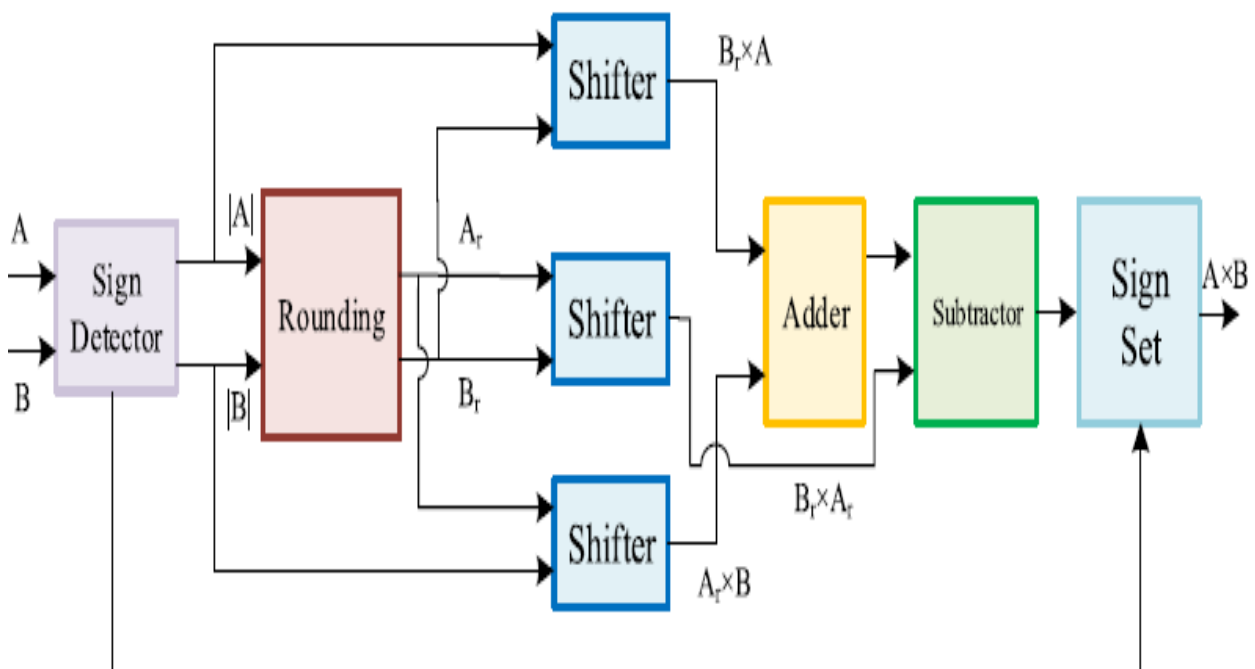 A
B
Sign
Detector
|A|
|B|
Rounding
A_r
B_r
Shifter
Shifter
Shifter
B_r×A
B_r×A_r
A_r×B
Adder
Subtractor
Sign
Set
A×B